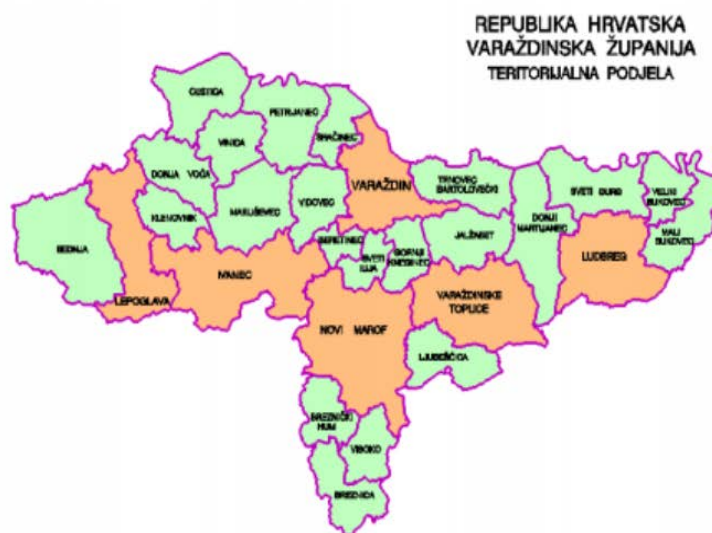 REPUBLIKA HRVATSKA
VARAŽDINSKA ŽUPANIJA
TERITORIJALNA PODJELA
CESTICA
PETRIJANEC
SRAČINEC
VINICA
DONJA VOĆA
VARAŽDIN
TRNOVEC
BARTOLOVEČKI
SVETI ĐURĐ
VELIKI
BUKOVEC
KLENOVNIK
MARUŠEVEC
VIDOVEC
DONJI
MARTIJANEC
MALI
BUKOVEC
BEDNJA
BERETINEC
SVETI
ILIJA
GORNJI
KNEGINEC
JALŽABET
LUDBREG
IVANEC
LEPOGLAVA
VARAŽDINSKE
TOPLICE
NOVI MAROF
LJUBEŠĆICA
BREZNIČKI
HUM
VISOKO
BREZNICA